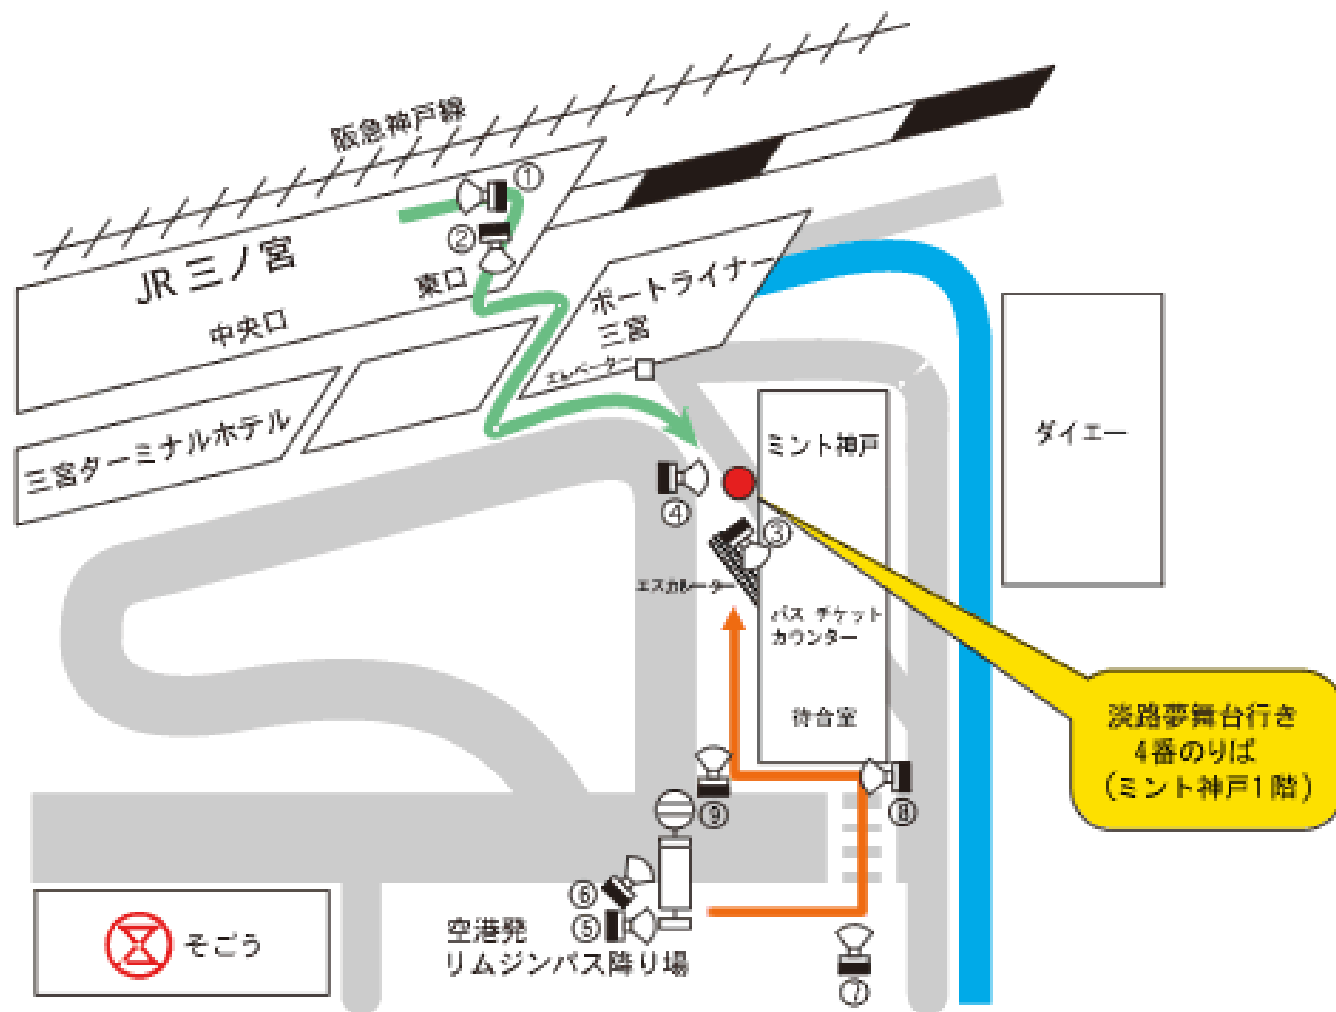 阪急神戸線
①
②
JR 三ノ宮
東口
中央口
ポートライナー
三宮
エレベーター
三宮ターミナルホテル
ミント神戸
ダイエー
④
③
エスカレーター
バス チケット
カウンター
待合室
淡路夢舞台行き
4番のりば
(ミント神戸1階)
⑨
⑧
⑥
⑤
空港発
リムジンバス降り場
そごう
⑦